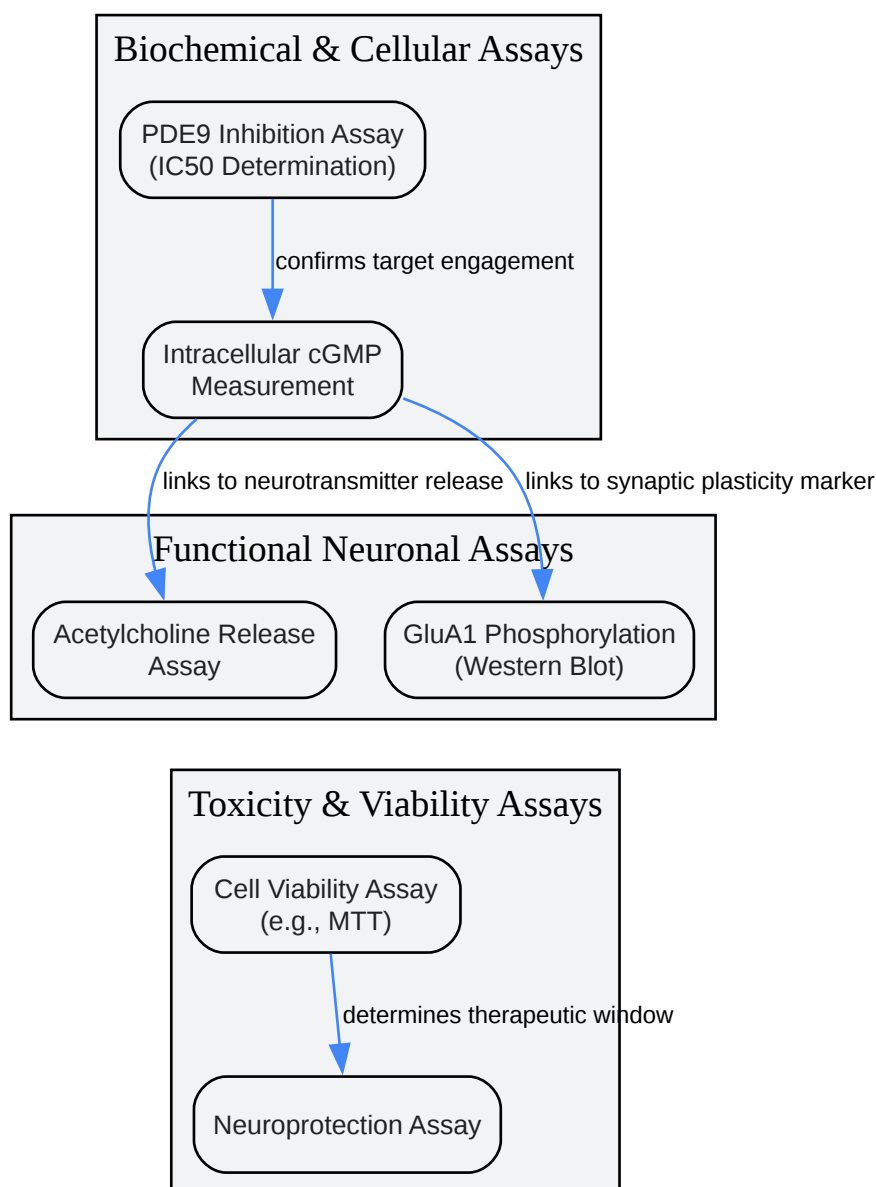 Biochemical & Cellular Assays
PDE9 Inhibition Assay
(IC50 Determination)
confirms target engagement
Intracellular cGMP
Measurement
links to neurotransmitter release
links to synaptic plasticity marker
Functional Neuronal Assays
Acetylcholine Release
Assay
GluA1 Phosphorylation
(Western Blot)
Toxicity & Viability Assays
Cell Viability Assay
(e.g., MTT)
determines therapeutic window
Neuroprotection Assay